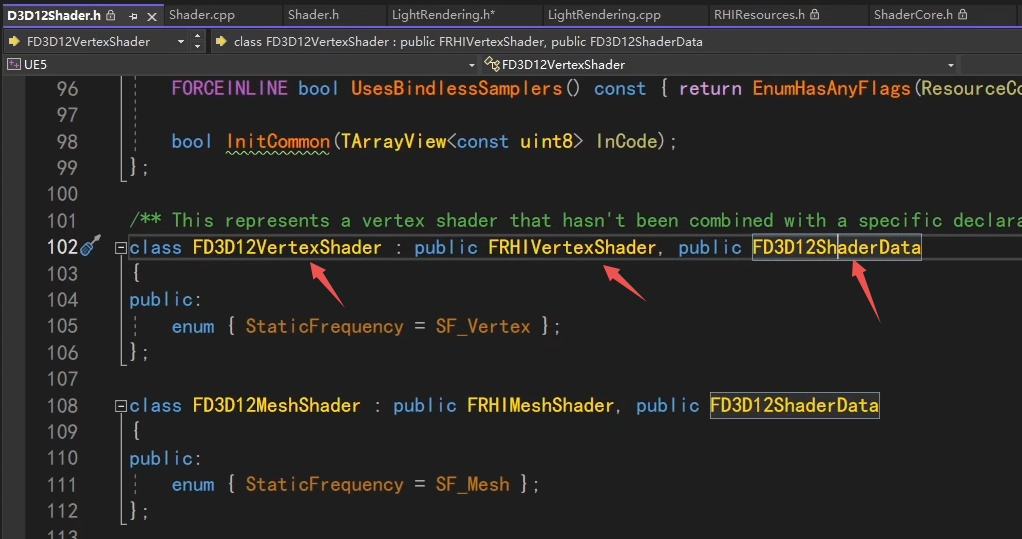 D3D12Shader.h Shader.cpp Shader.h LightRendering.h* LightRendering.cpp RHIResources.h ShaderCore.h
FD3D12VertexShader class FD3D12VertexShader : public FRHIVertexShader, public FD3D12ShaderData
UE5 FD3D12VertexShader
96 FORCEINLINE bool UsesBindlessSamplers() const { return EnumHasAnyFlags(ResourceCo
97
98 bool InitCommon(TArrayView<const uint8> InCode);
99 };
100
101 /** This represents a vertex shader that hasn't been combined with a specific declara
102 class FD3D12VertexShader : public FRHIVertexShader, public FD3D12ShaderData
103 {
104 public:
105 enum { StaticFrequency = SF_Vertex };
106 };
107
108 class FD3D12MeshShader : public FRHIMeshShader, public FD3D12ShaderData
109 {
110 public:
111 enum { StaticFrequency = SF_Mesh };
112 };
113